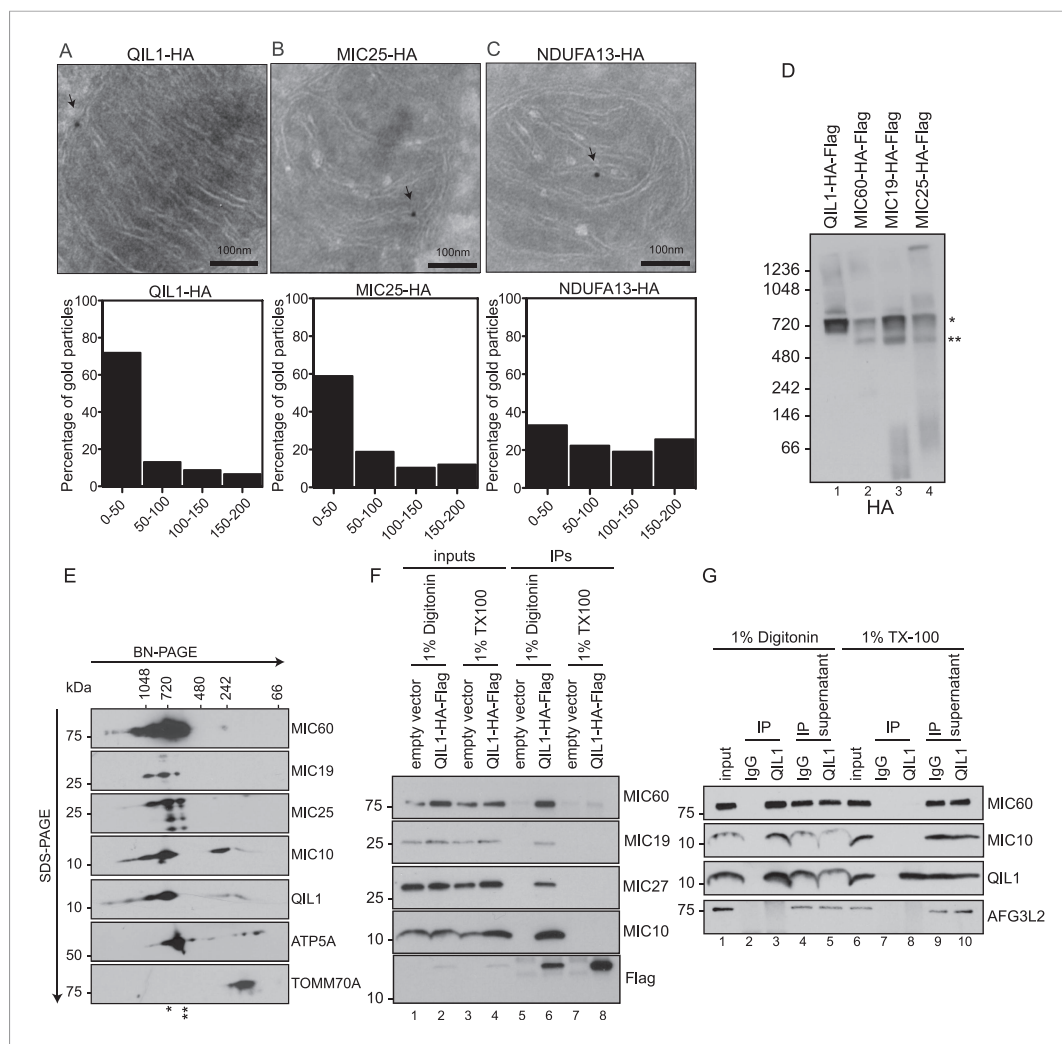 A
QIL1-HA
100nm
B
MIC25-HA
100nm
C
NDUFA13-HA
100nm
QIL1-HA
Percentage of gold particles
100
80
60
40
20
0
0-50
50-100
100-150
150-200
MIC25-HA
Percentage of gold particles
100
80
60
40
20
0
0-50
50-100
100-150
150-200
NDUFA13-HA
Percentage of gold particles
100
80
60
40
20
0
0-50
50-100
100-150
150-200
D
QIL1-HA-Flag
MIC60-HA-Flag
MIC19-HA-Flag
MIC25-HA-Flag
1236
1048
720
480
242
146
66
*
**
1 2 3 4
HA
E
BN-PAGE
kDa
1048
720
480
242
66
SDS-PAGE
75 MIC60
25 MIC19
25 MIC25
10 MIC10
10 QIL1
50 ATP5A
75 TOMM70A
* **
F
inputs IPs
1% Digitonin
1% TX100
1% Digitonin
1% TX100
empty vector
QIL1-HA-Flag
empty vector
QIL1-HA-Flag
empty vector
QIL1-HA-Flag
empty vector
QIL1-HA-Flag
75 MIC60
25 MIC19
25 MIC27
10 MIC10
10 Flag
1 2 3 4 5 6 7 8
G
1% Digitonin 1% TX-100
input
IP
IgG
QIL1
IP supernatant
IgG
QIL1
input
IP
IgG
QIL1
IP supernatant
IgG
QIL1
75 MIC60
10 MIC10
10 QIL1
75 AFG3L2
1 2 3 4 5 6 7 8 9 10